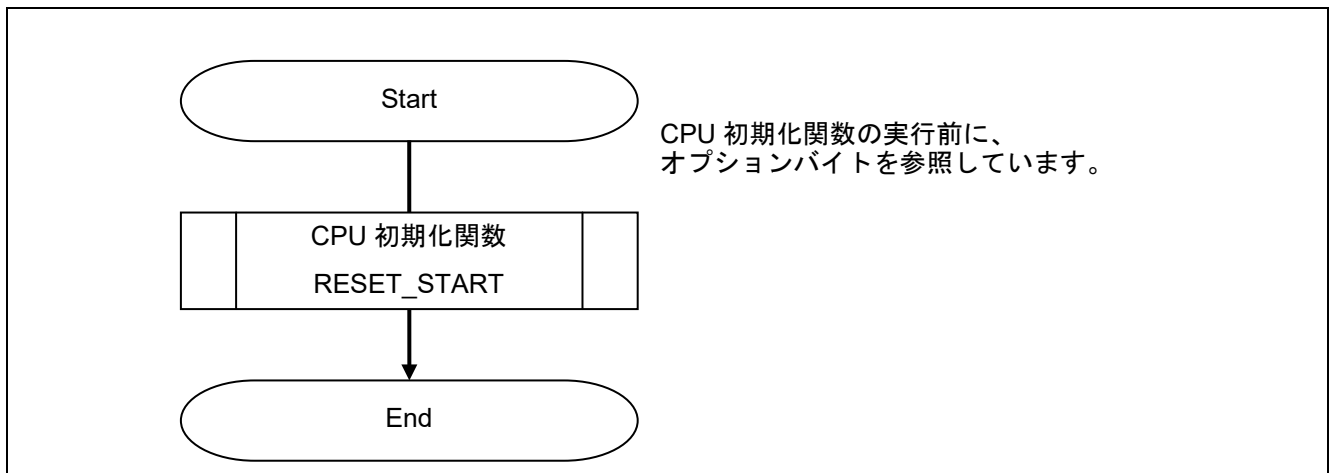 Start
CPU 初期化関数の実行前に、
オプションバイトを参照しています。
CPU 初期化関数
RESET_START
End